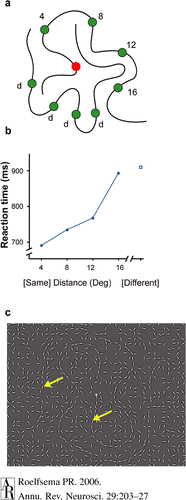 a
4
8
12
16
d
d
d
d
d
b
Reaction time (ms)
900
800
700
4
8
12
16
[Same] Distance (Deg) [Different]
c
AR
Roelfsema PR. 2006.
Annu. Rev. Neurosci. 29:203–27